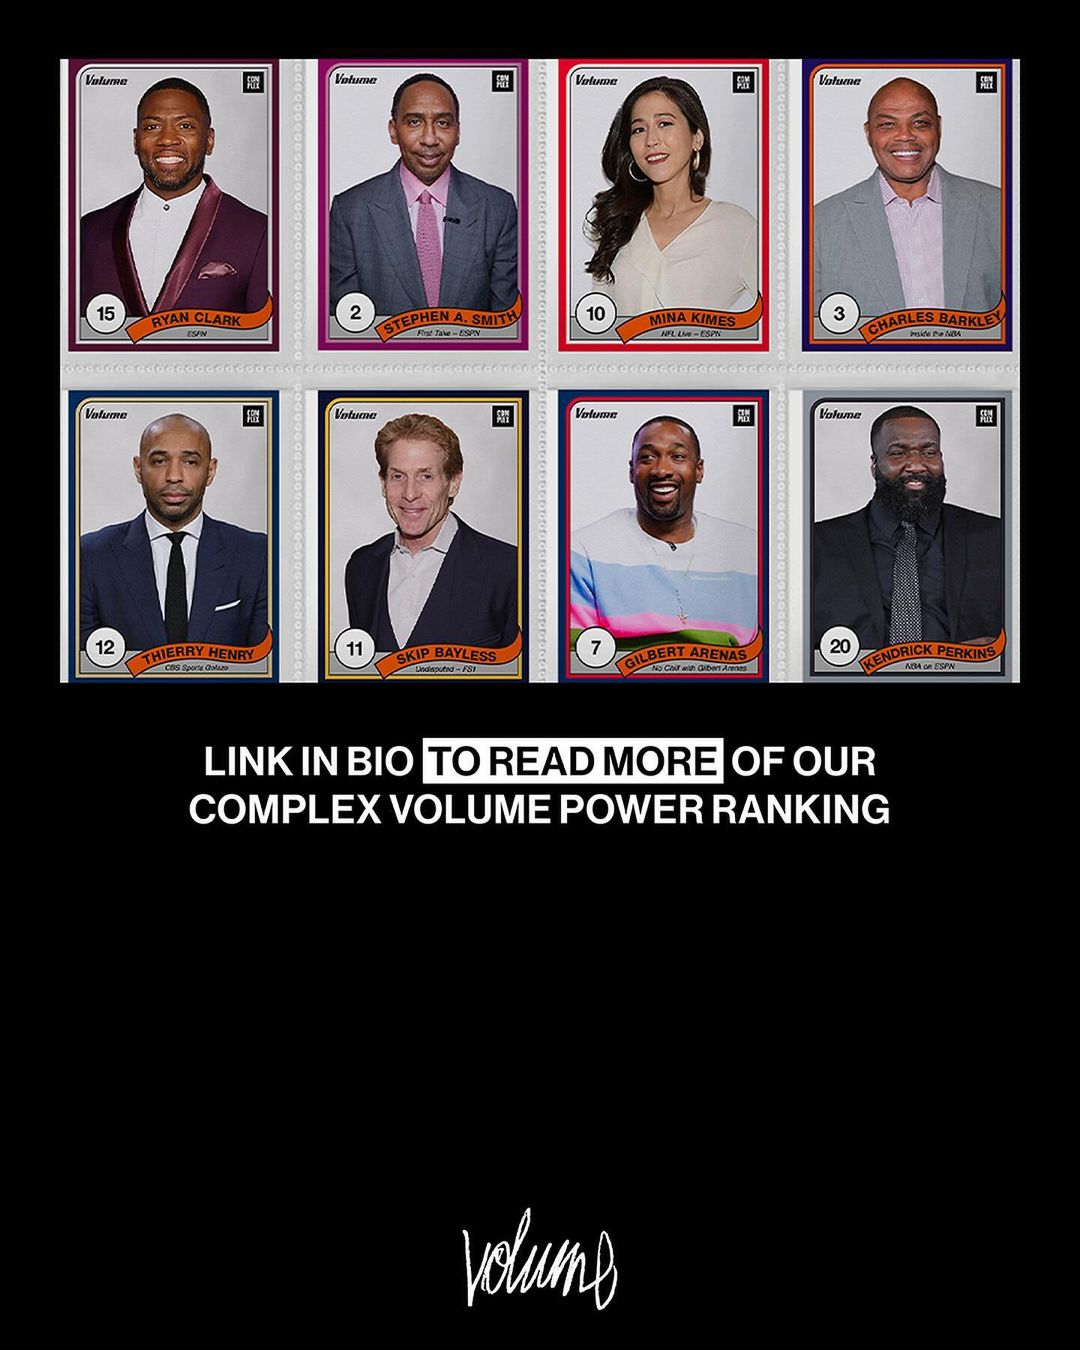 Volume COMPLEX
15
RYAN CLARK
ESPN
Volume COMPLEX
2
STEPHEN A. SMITH
First Take – ESPN
Volume COMPLEX
10
MINA KIMES
NFL Live – ESPN
Volume COMPLEX
3
CHARLES BARKLEY
Inside the NBA
Volume COMPLEX
12
THIERRY HENRY
CBS Sports Golazo
Volume COMPLEX
11
SKIP BAYLESS
Undisputed – FS1
Volume COMPLEX
7
GILBERT ARENAS
No Chill with Gilbert Arenas
Volume COMPLEX
20
KENDRICK PERKINS
NBA on ESPN
LINK IN BIO TO READ MORE OF OUR
COMPLEX VOLUME POWER RANKING
Volume